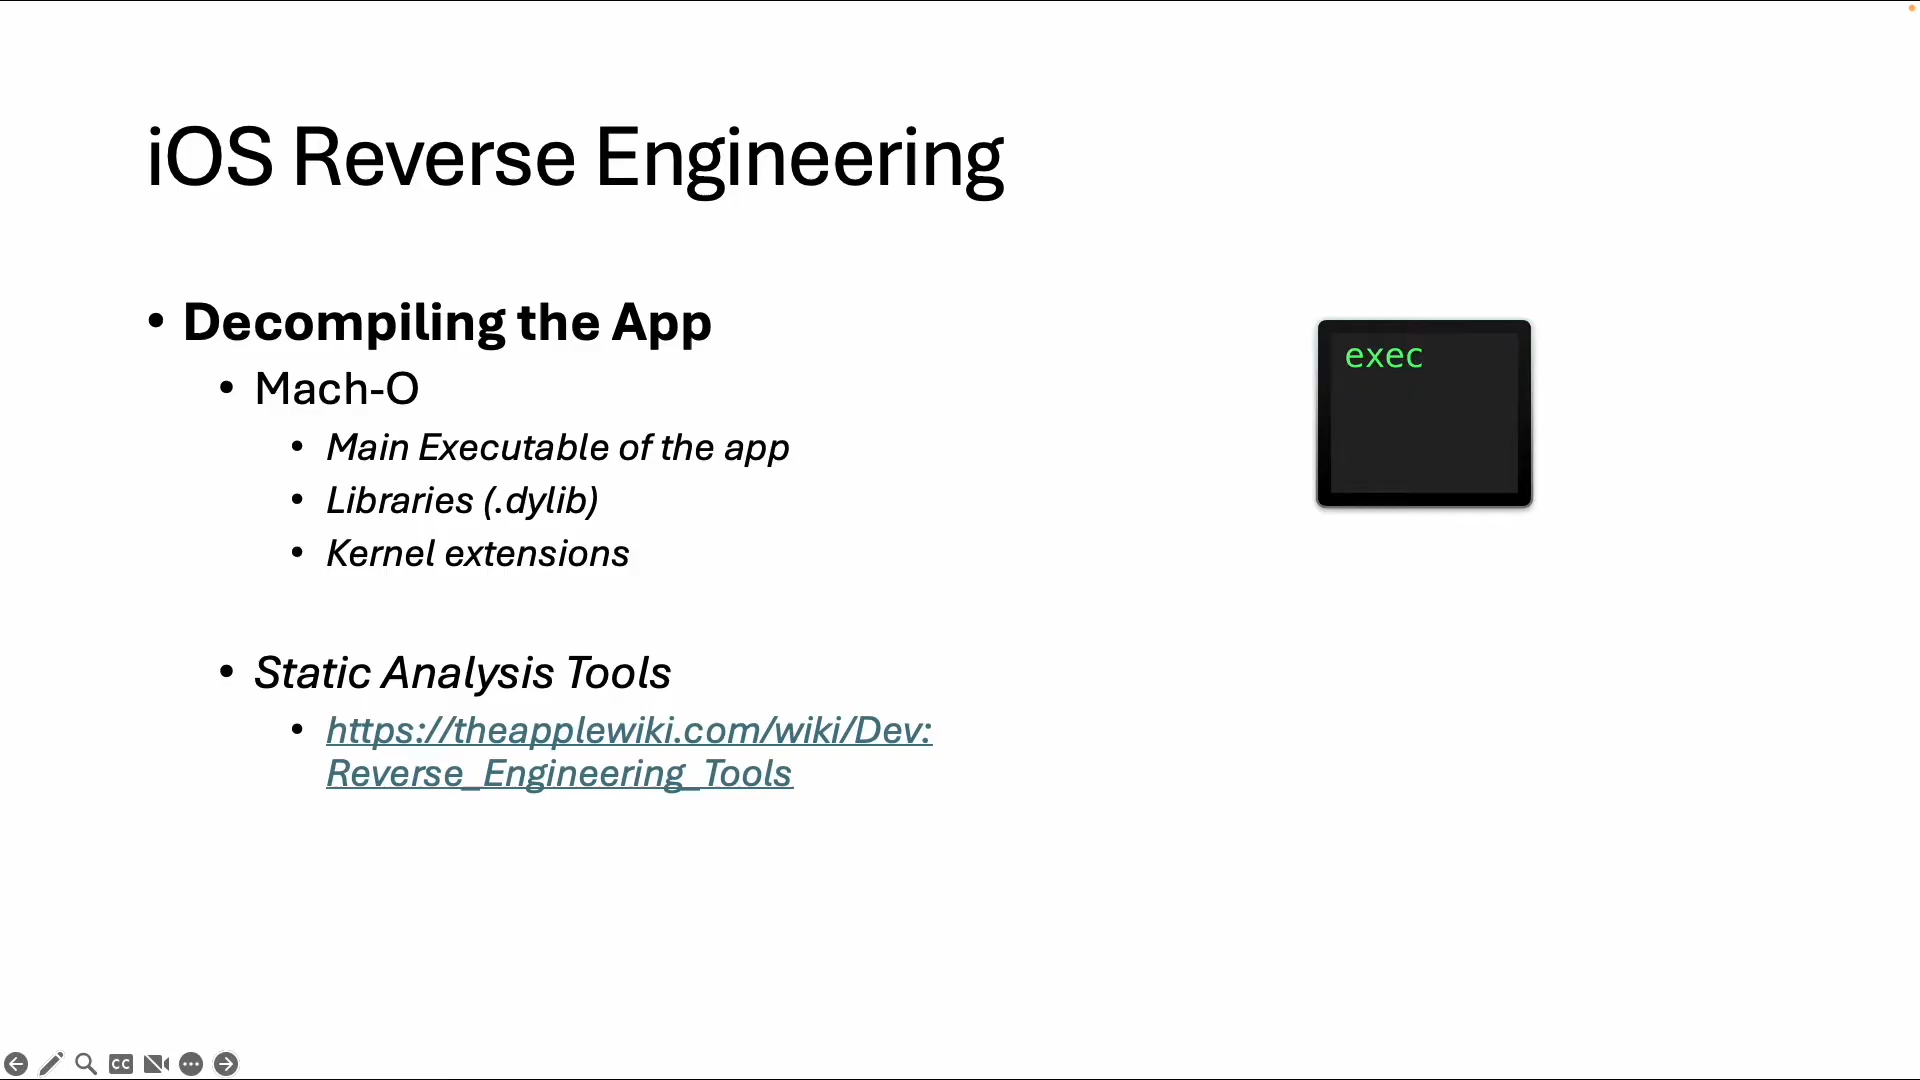 iOS Reverse Engineering
• Decompiling the App
• Mach-O
• Main Executable of the app
• Libraries (.dylib)
• Kernel extensions
• Static Analysis Tools
• https://theapplewiki.com/wiki/Dev:
Reverse_Engineering_Tools
exec
CC